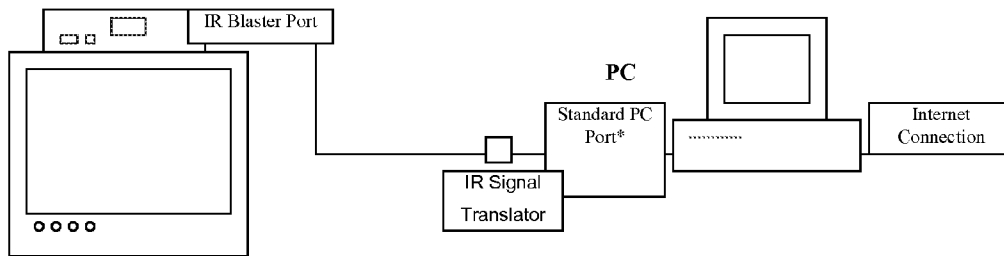 IR Blaster Port
PC
Standard PC
Port*
Internet
Connection
IR Signal
Translator